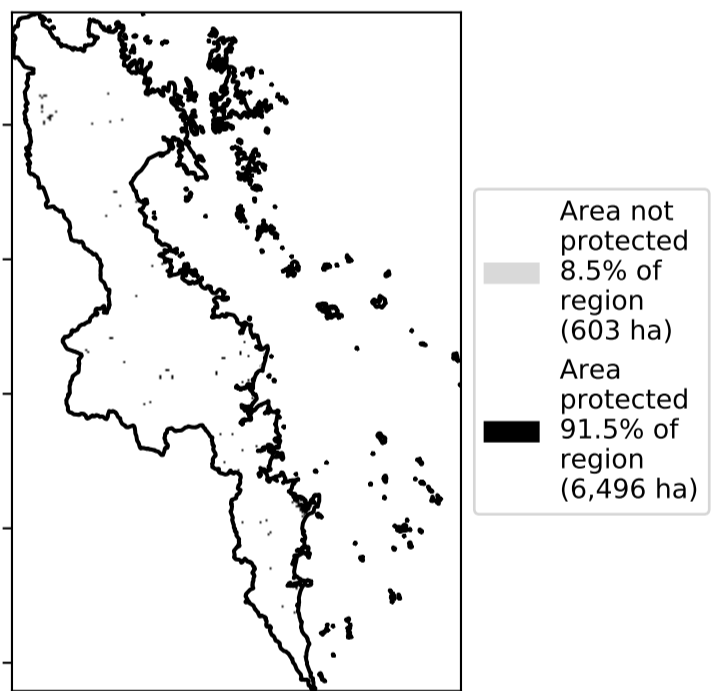 Area not
protected
8.5% of
region
(603 ha)
Area
protected
91.5% of
region
(6,496 ha)